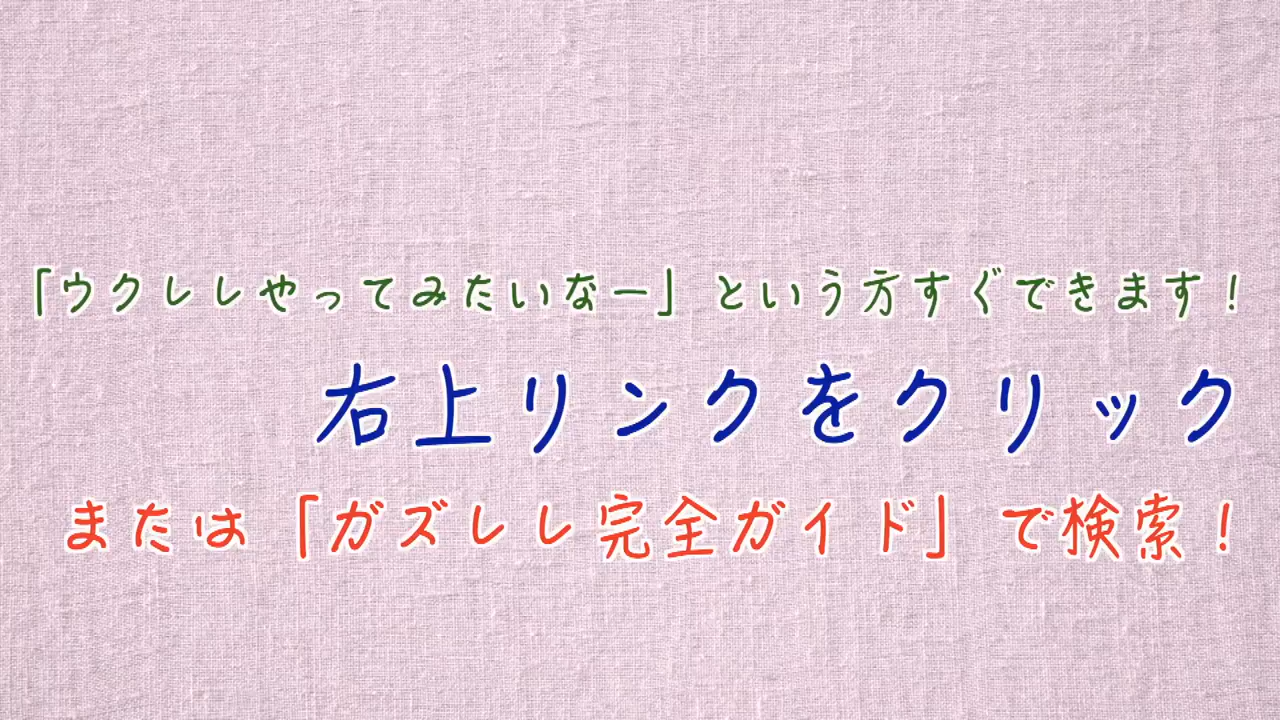 「ウクレレやってみたいなー」という方すぐできます！
右上リンクをクリック
または「ガズレレ完全ガイド」で検索！